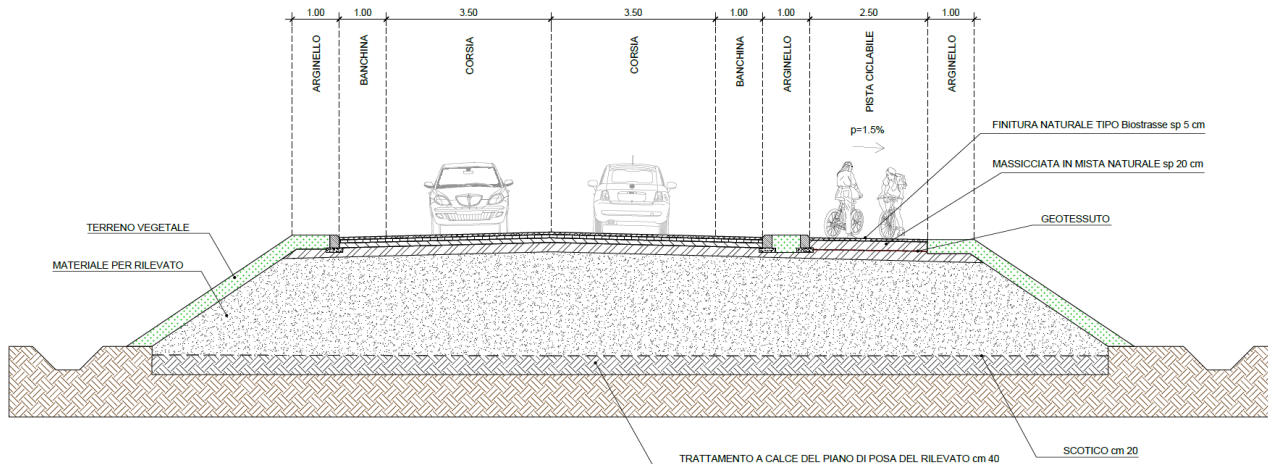 1.00 1.00 3.50 3.50 1.00 1.00 2.50 1.00
ARGINELLO
BANCHINA
CORSIA
CORSIA
BANCHINA
ARGINELLO
PISTA CICLABILE
ARGINELLO
p=1.5%
FINITURA NATURALE TIPO Biostrasse sp 5 cm
MASSICCIATA IN MISTA NATURALE sp 20 cm
GEOTESSUTO
TERRENO VEGETALE
MATERIALE PER RILEVATO
SCOTICO cm 20
TRATTAMENTO A CALCE DEL PIANO DI POSA DEL RILEVATO cm 40